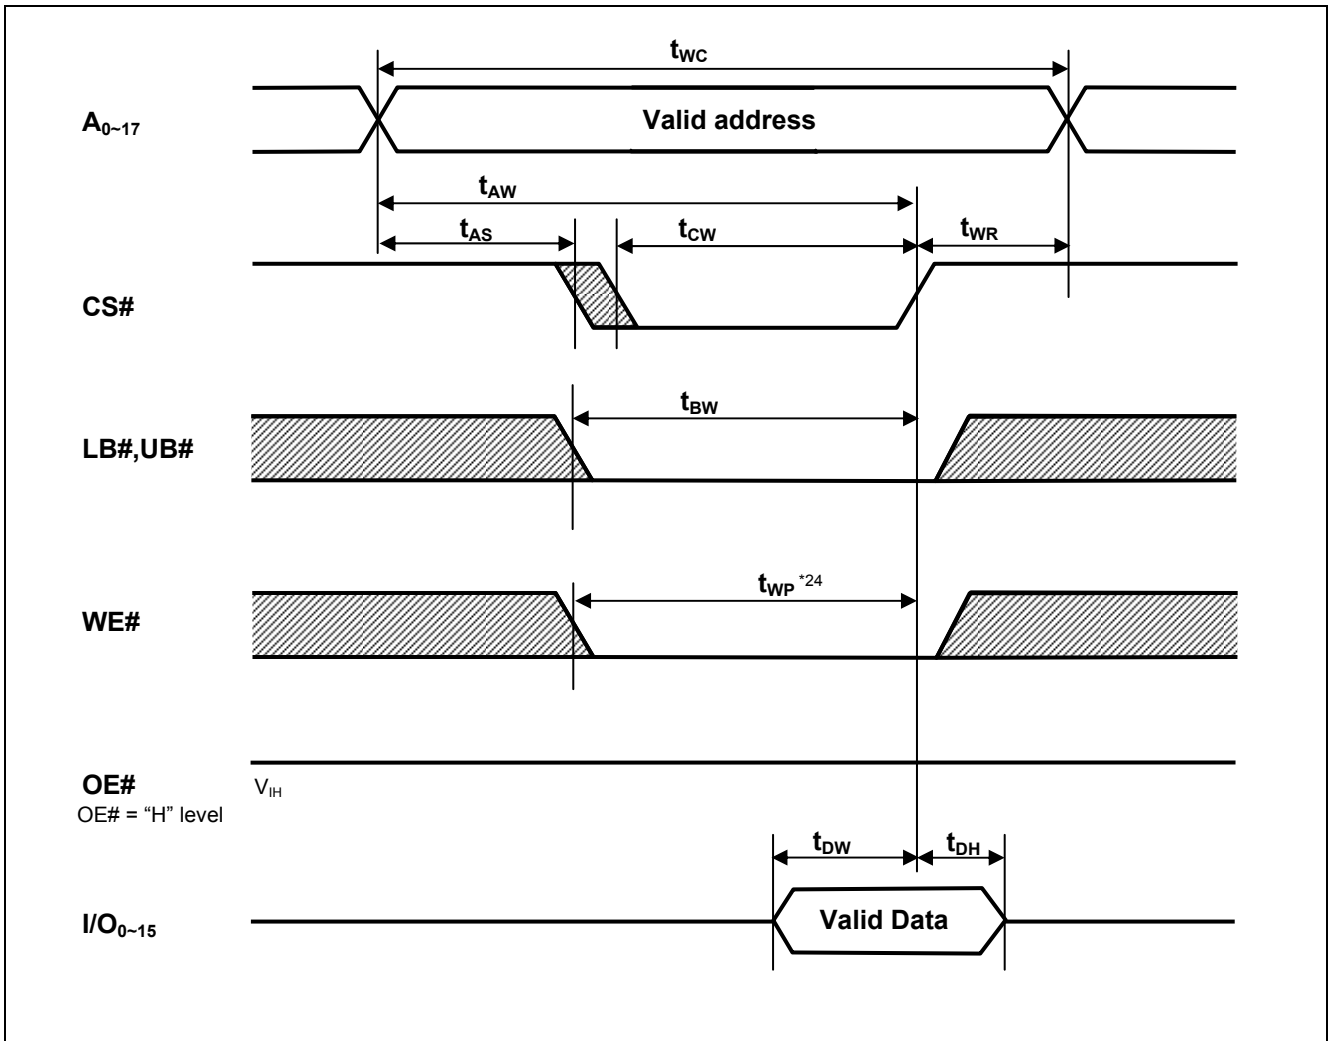 tWC
A0~17
Valid address
tAW
tAS
tCW
tWR
CS#
tBW
LB#,UB#
tWP *24
WE#
OE#
VIH
OE# = “H” level
tDW
tDH
I/O0~15
Valid Data